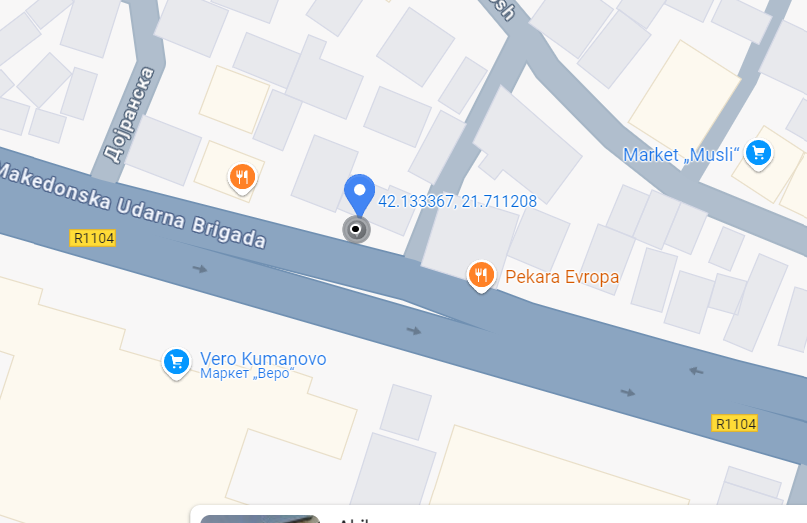 Дојранска
Makedonska Udarna Brigada
R1104
42.133367, 21.711208
Market „Musli“
Pekara Evropa
Vero Kumanovo
Маркет „Веро“
R1104